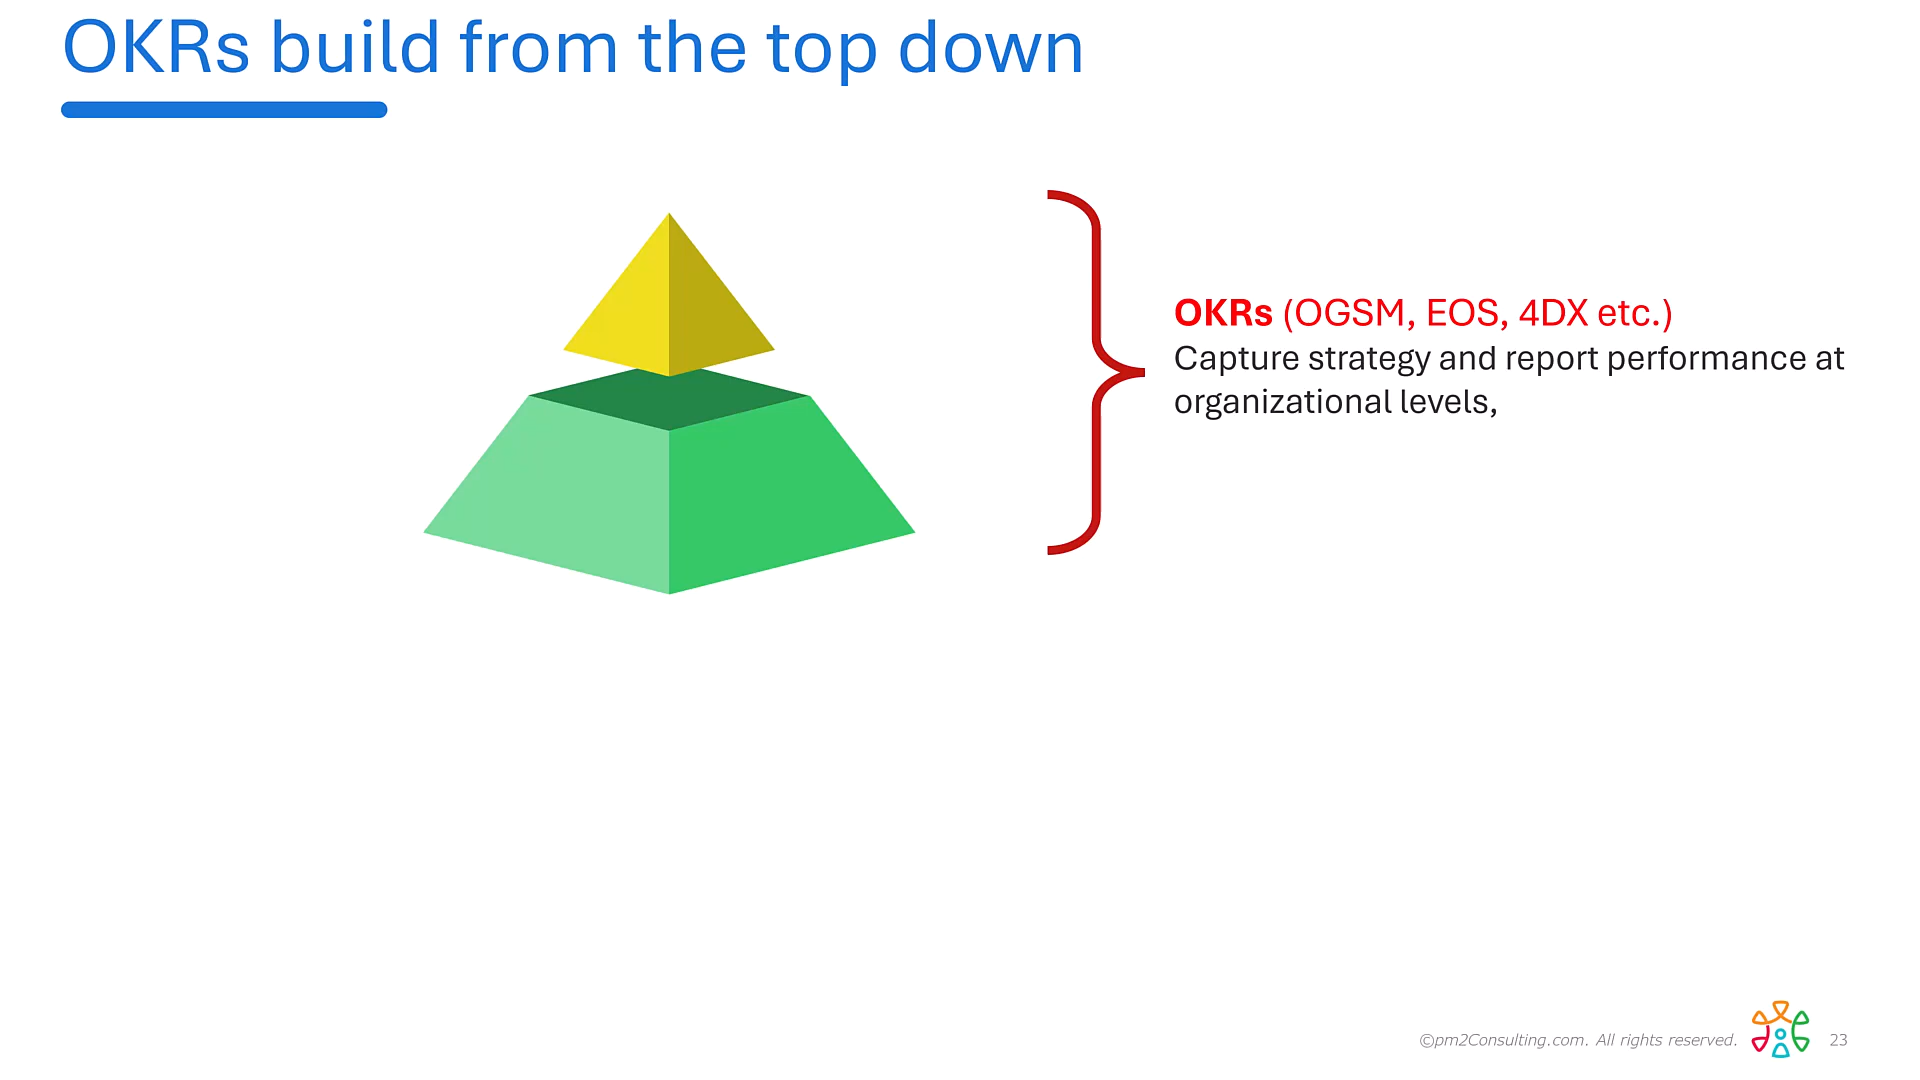 OKRs build from the top down
OKRs (OGSM, EOS, 4DX etc.)
Capture strategy and report performance at
organizational levels,
©pm2Consulting.com. All rights reserved.
23